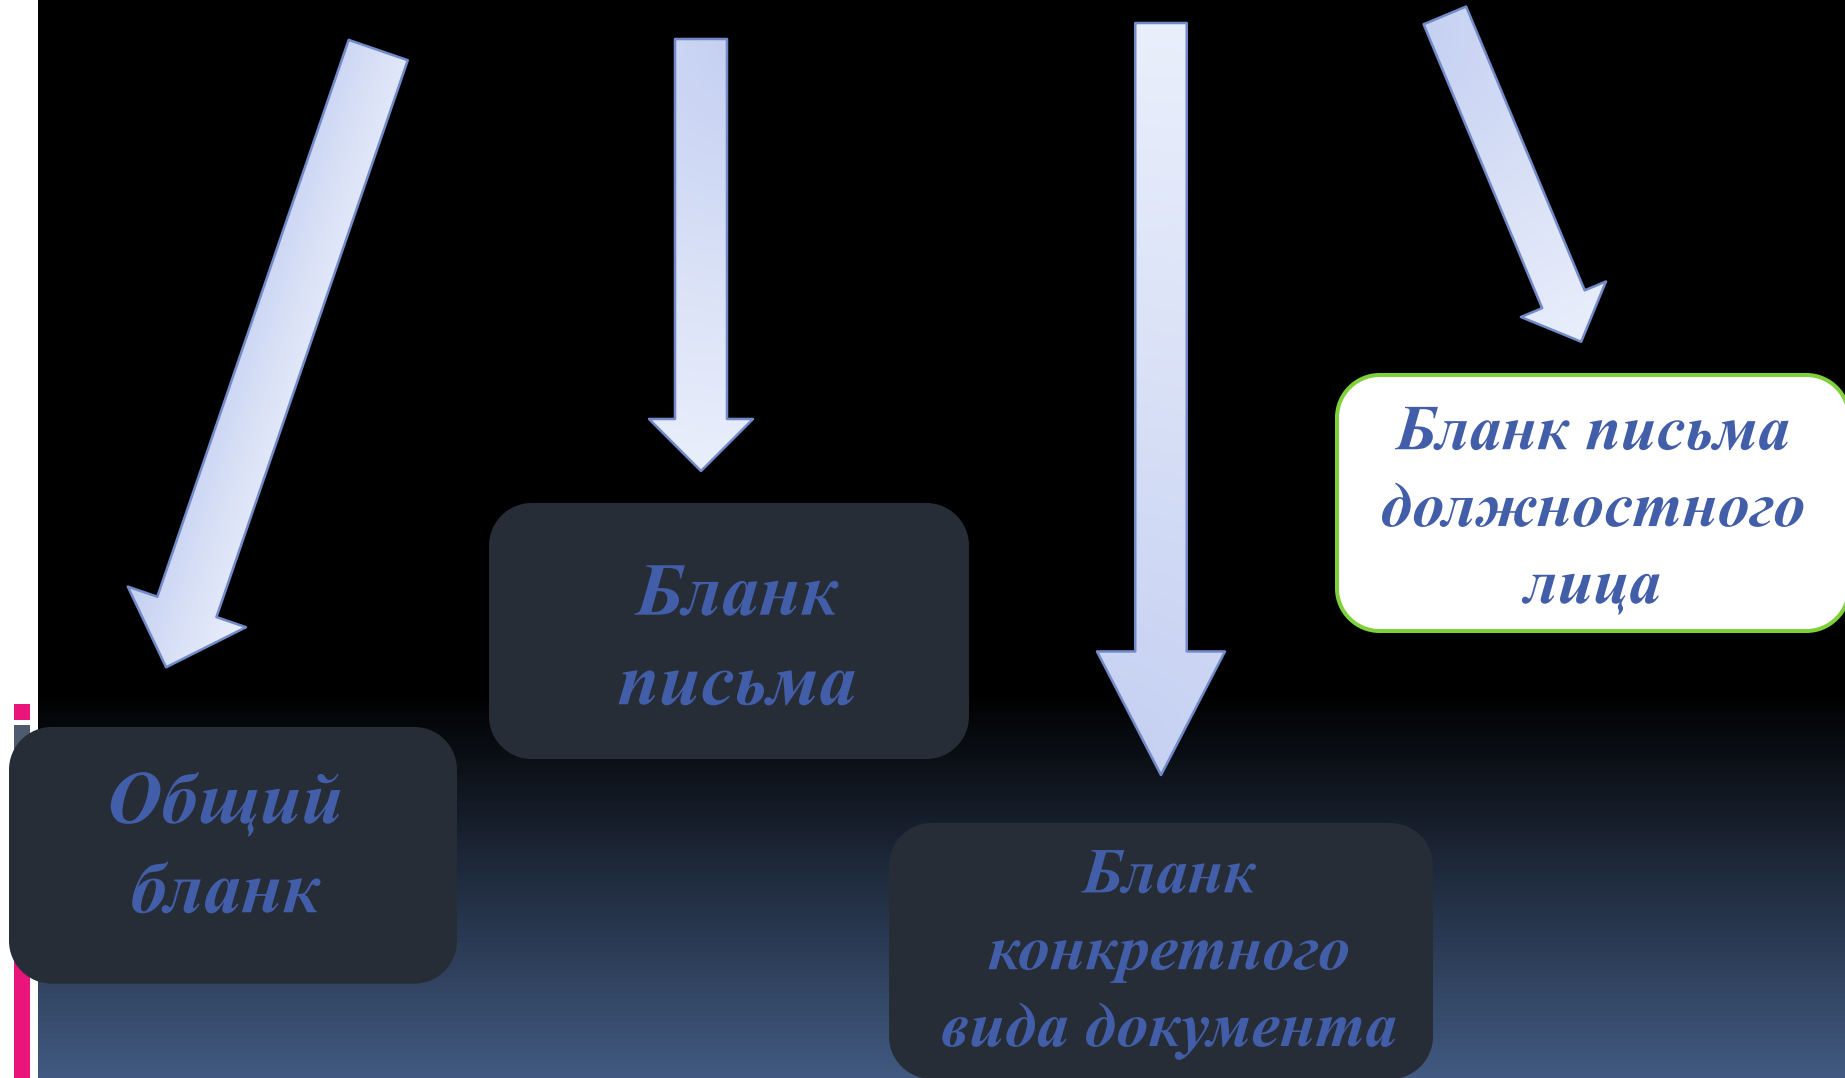 Общий
бланк
Бланк
письма
Бланк
конкретного
вида документа
Бланк письма
должностного
лица